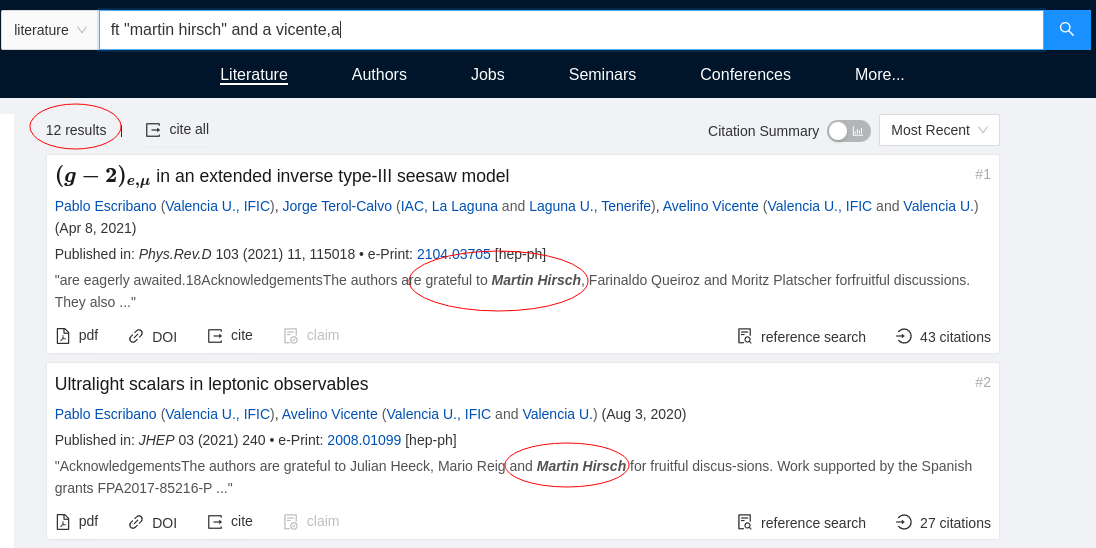 literature ft "martin hirsch" and a vicente,a
Literature Authors Jobs Seminars Conferences More...
12 results cite all Citation Summary Most Recent
(g − 2)e,μ in an extended inverse type-III seesaw model #1
Pablo Escribano (Valencia U., IFIC), Jorge Terol-Calvo (IAC, La Laguna and Laguna U., Tenerife), Avelino Vicente (Valencia U., IFIC and Valencia U.)
(Apr 8, 2021)
Published in: Phys.Rev.D 103 (2021) 11, 115018 • e-Print: 2104.03705 [hep-ph]
"are eagerly awaited.18AcknowledgementsThe authors are grateful to Martin Hirsch, Farinaldo Queiroz and Moritz Platscher forfruitful discussions.
They also ..."
pdf DOI cite claim reference search 43 citations
Ultralight scalars in leptonic observables #2
Pablo Escribano (Valencia U., IFIC), Avelino Vicente (Valencia U., IFIC and Valencia U.) (Aug 3, 2020)
Published in: JHEP 03 (2021) 240 • e-Print: 2008.01099 [hep-ph]
"AcknowledgementsThe authors are grateful to Julian Heeck, Mario Reig and Martin Hirsch for fruitful discus-sions. Work supported by the Spanish
grants FPA2017-85216-P ..."
pdf DOI cite claim reference search 27 citations